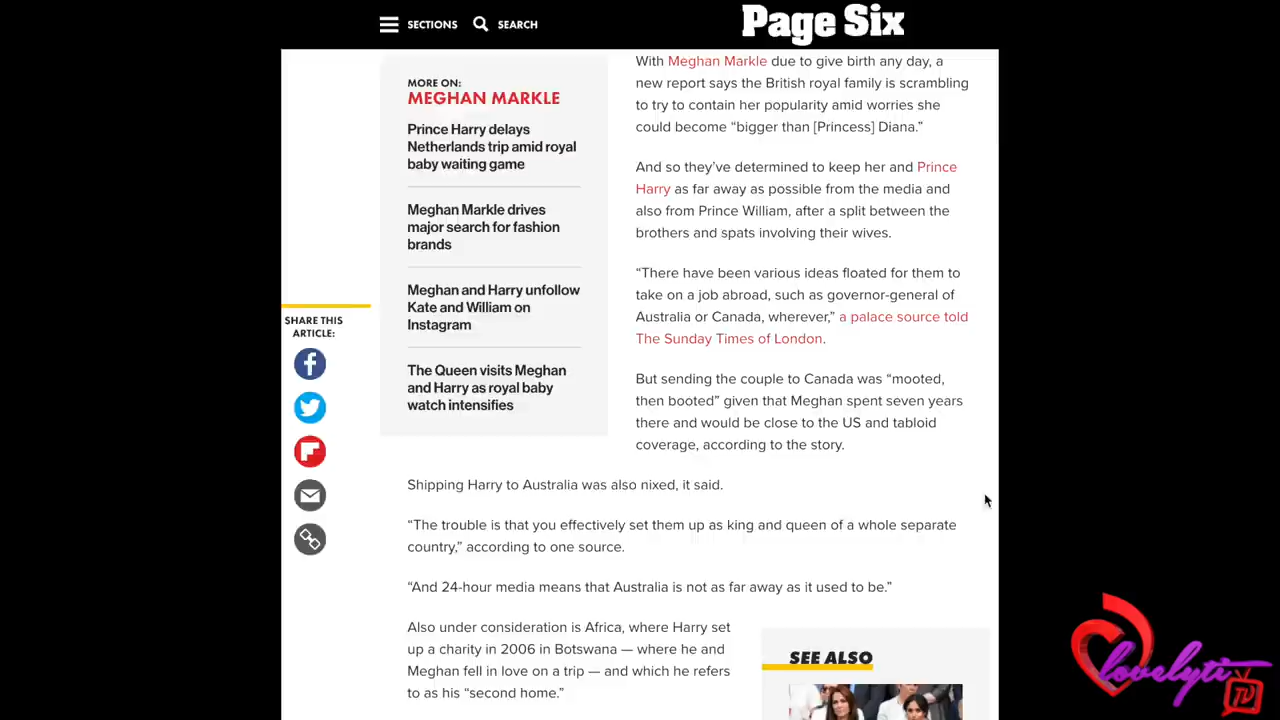 SECTIONS SEARCH Page Six
MORE ON:
MEGHAN MARKLE
Prince Harry delays
Netherlands trip amid royal
baby waiting game
Meghan Markle drives
major search for fashion
brands
Meghan and Harry unfollow
Kate and William on
Instagram
The Queen visits Meghan
and Harry as royal baby
watch intensifies
SHARE THIS
ARTICLE:
With Meghan Markle due to give birth any day, a
new report says the British royal family is scrambling
to try to contain her popularity amid worries she
could become “bigger than [Princess] Diana.”
And so they’ve determined to keep her and Prince
Harry as far away as possible from the media and
also from Prince William, after a split between the
brothers and spats involving their wives.
“There have been various ideas floated for them to
take on a job abroad, such as governor-general of
Australia or Canada, wherever,” a palace source told
The Sunday Times of London.
But sending the couple to Canada was “mooted,
then booted” given that Meghan spent seven years
there and would be close to the US and tabloid
coverage, according to the story.
Shipping Harry to Australia was also nixed, it said.
“The trouble is that you effectively set them up as king and queen of a whole separate
country,” according to one source.
“And 24-hour media means that Australia is not as far away as it used to be.”
Also under consideration is Africa, where Harry set
up a charity in 2006 in Botswana — where he and
Meghan fell in love on a trip — and which he refers
to as his “second home.”
SEE ALSO
lovelyti
TV